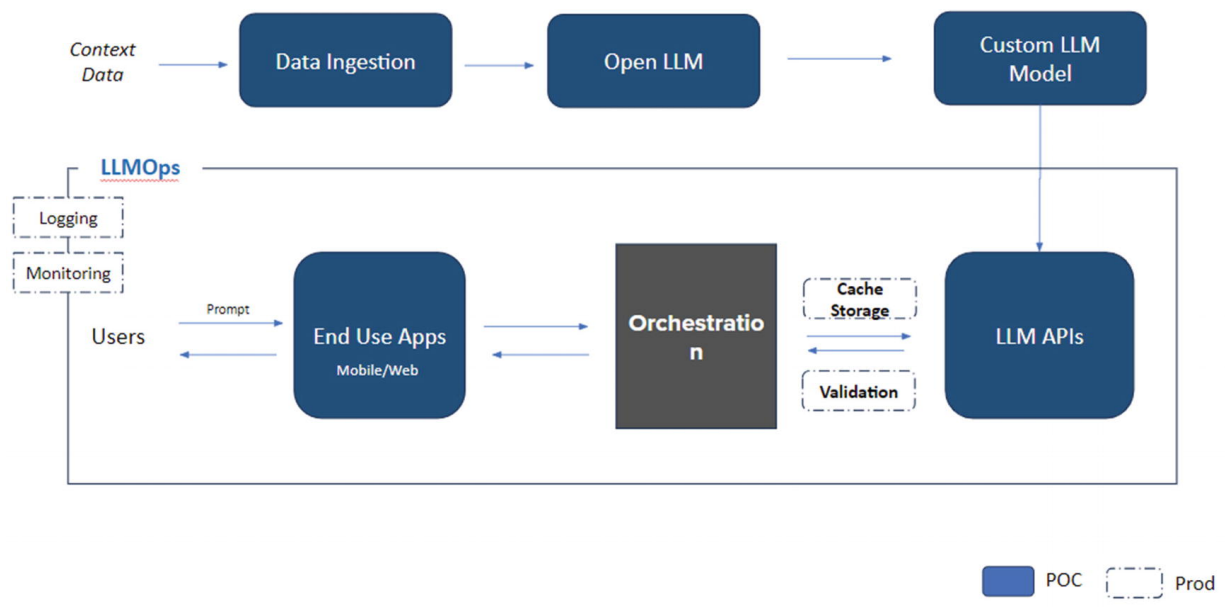 Context
Data
Data Ingestion
Open LLM
Custom LLM
Model
LLMOps
Logging
Monitoring
Users
Prompt
End Use Apps
Mobile/Web
Orchestratio
n
Cache
Storage
Validation
LLM APIs
POC
Prod